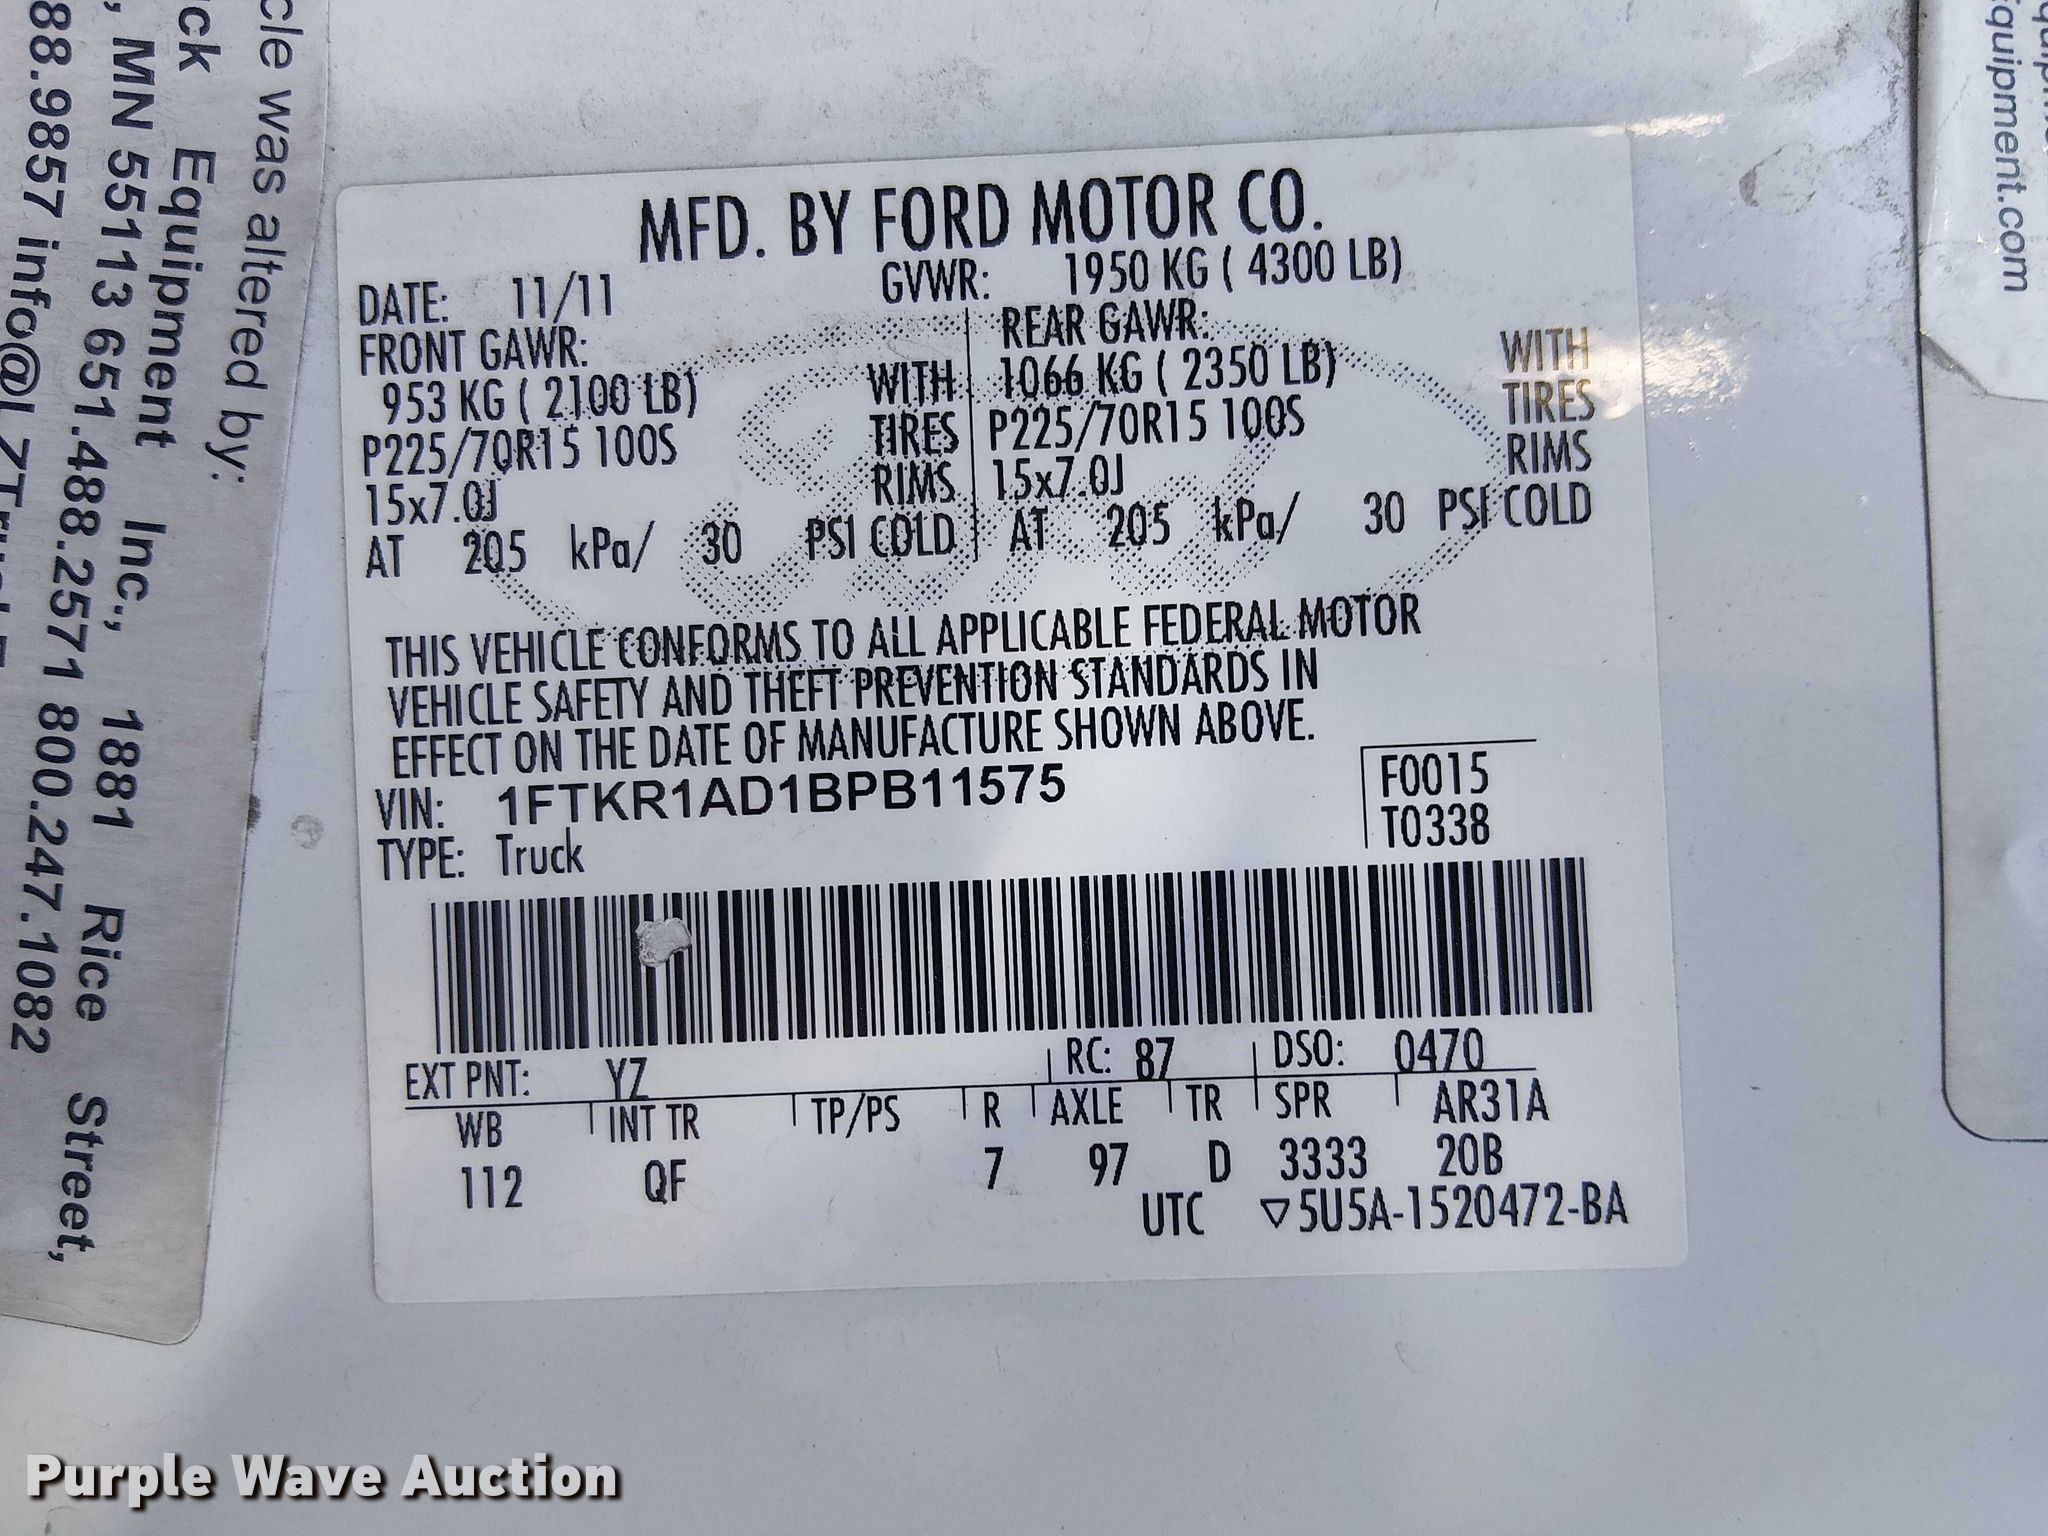 MFD. BY FORD MOTOR CO.
DATE: 11/11 GVWR: 1950 KG ( 4300 LB)
FRONT GAWR: REAR GAWR:
953 KG ( 2100 LB) WITH 1066 KG ( 2350 LB) WITH
P225/70R15 100S TIRES P225/70R15 100S TIRES
15x7.0J RIMS 15x7.0J RIMS
AT 205 kPa/ 30 PSI COLD AT 205 kPa/ 30 PSI COLD
THIS VEHICLE CONFORMS TO ALL APPLICABLE FEDERAL MOTOR
VEHICLE SAFETY AND THEFT PREVENTION STANDARDS IN
EFFECT ON THE DATE OF MANUFACTURE SHOWN ABOVE.
VIN: 1FTKR1AD1BPB11575 F0015
TYPE: Truck T0338
EXT PNT: YZ RC: 87 DSO: 0470
WB INT TR TP/PS R AXLE TR SPR AR31A
112 QF 7 97 D 3333 20B
UTC ▽5U5A-1520472-BA
cle was altered by:
ck Equipment Inc., 1881 Rice Street,
, MN 55113 651.488.2571 800.247.1082
88.9857
quipment.com
Purple Wave Auction